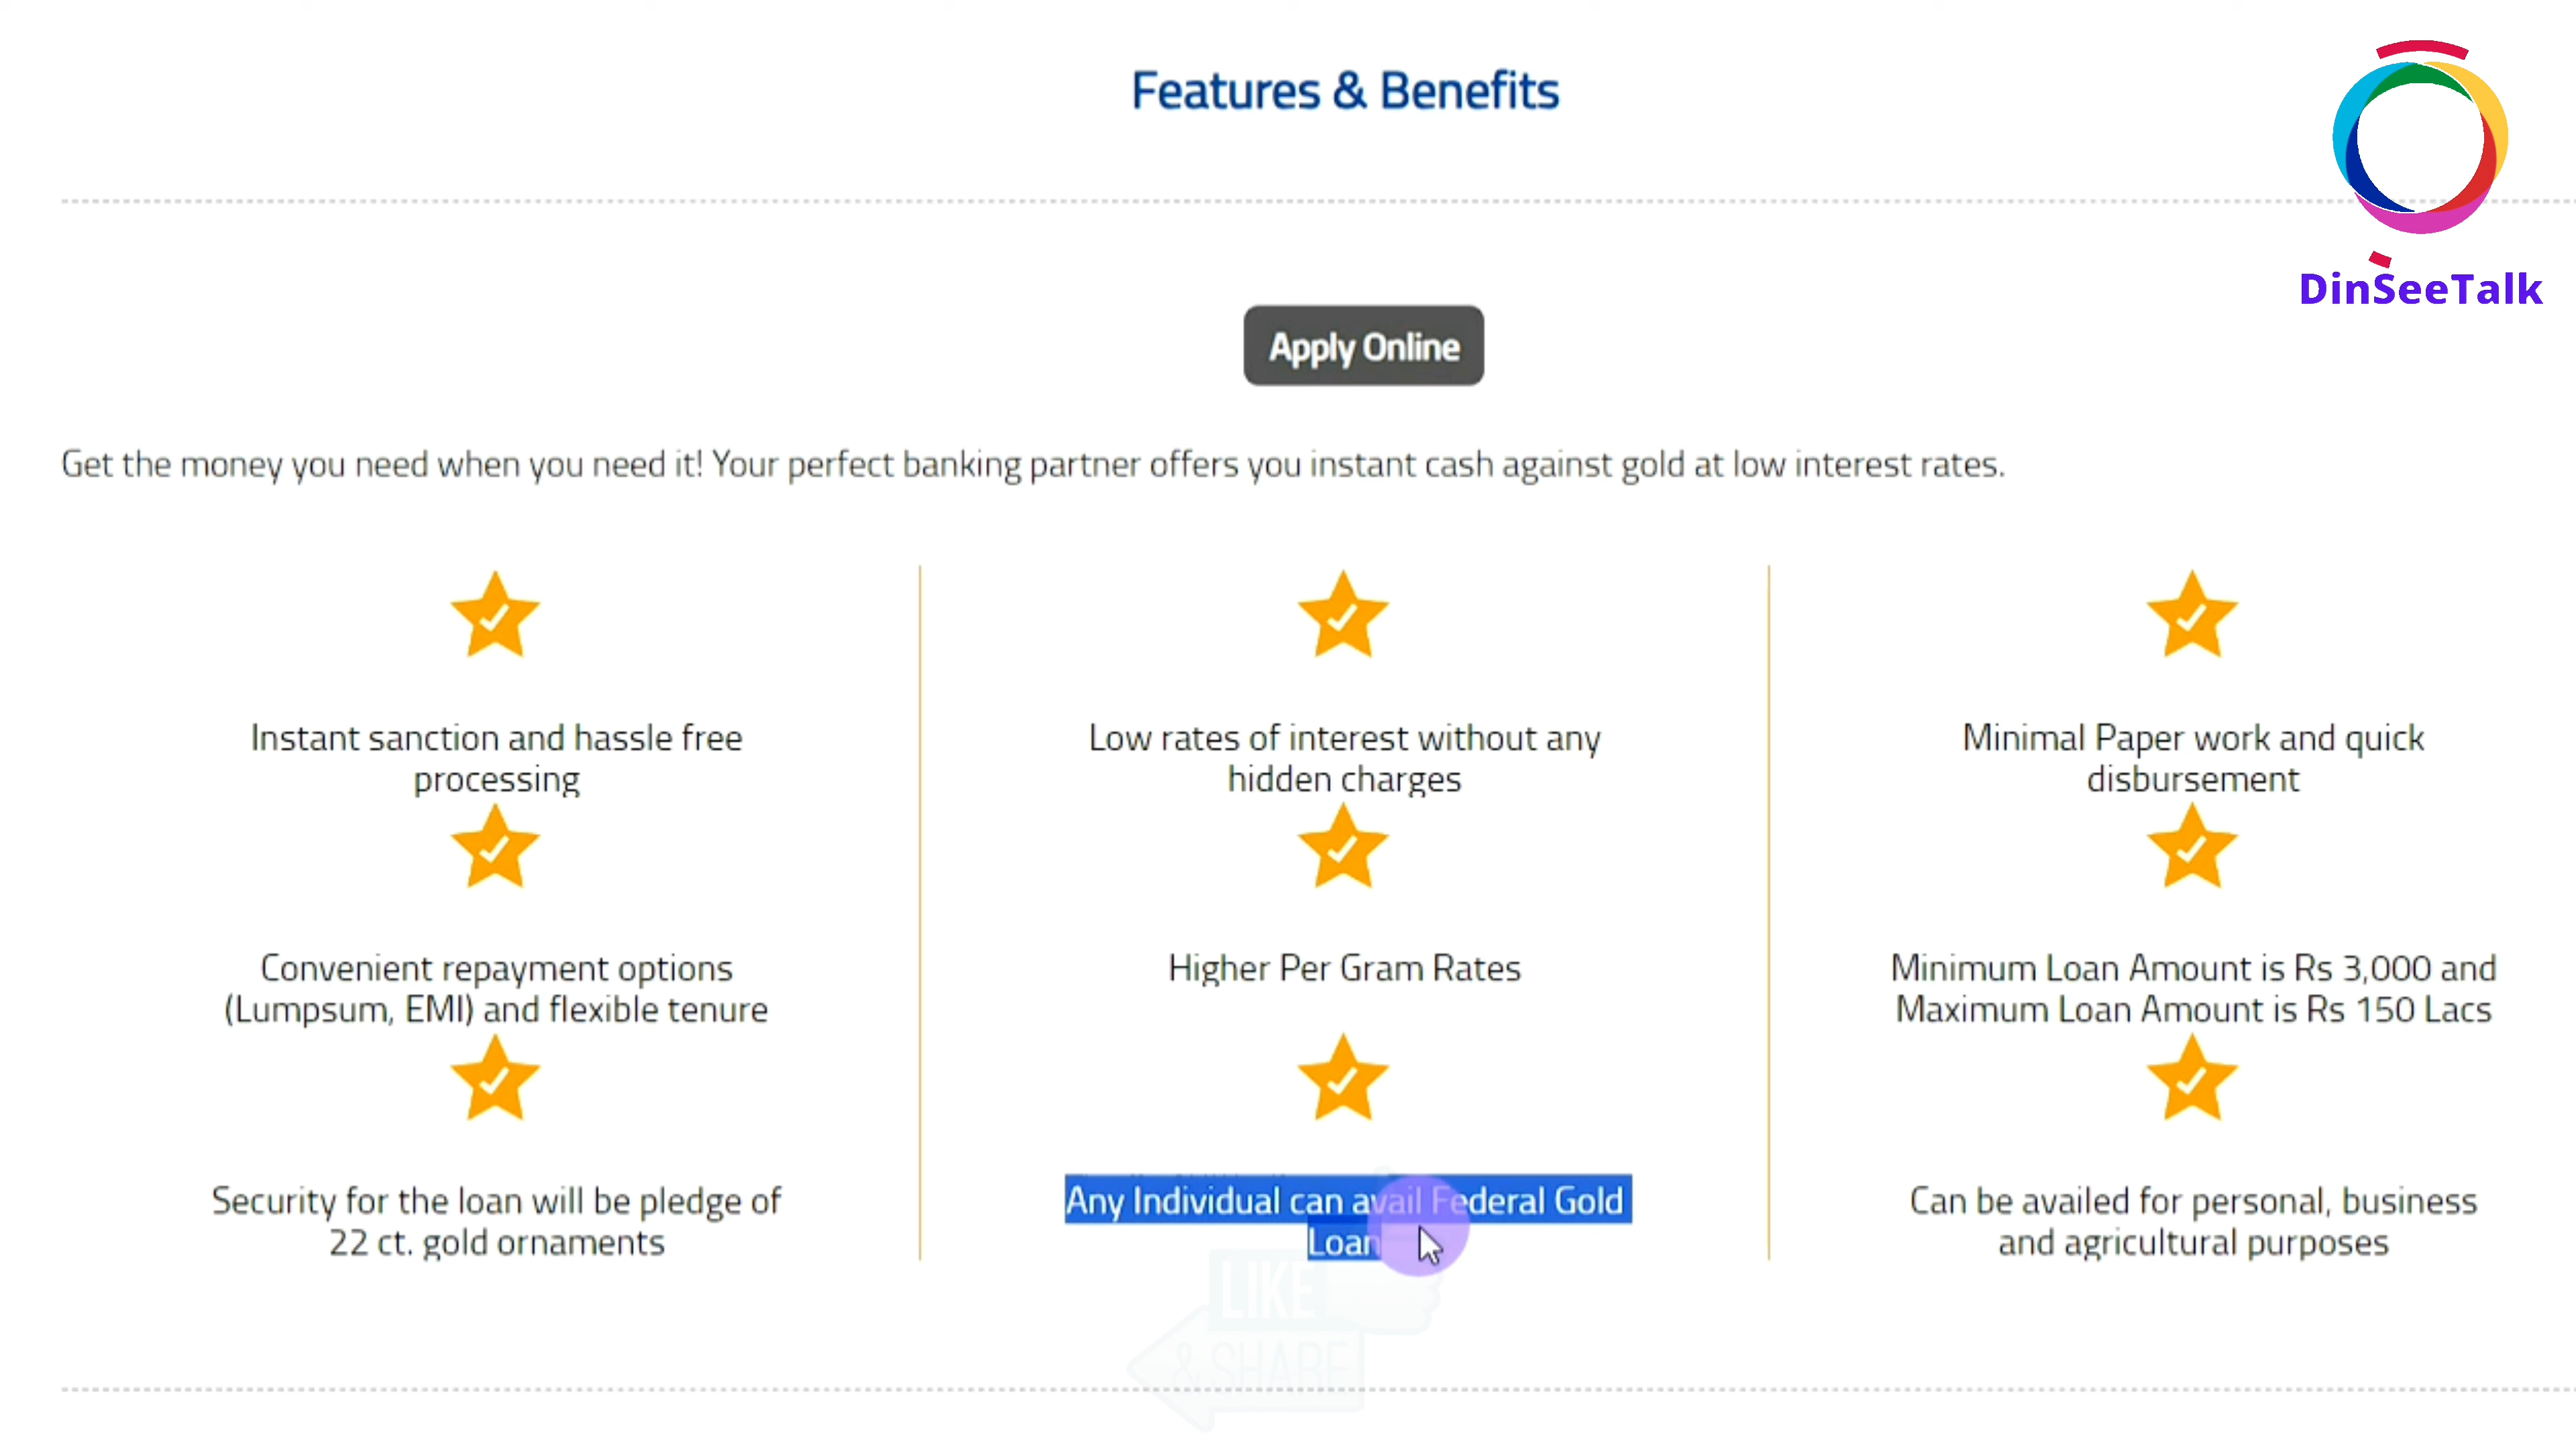 Features & Benefits
DinSeeTalk
Apply Online
Get the money you need when you need it! Your perfect banking partner offers you instant cash against gold at low interest rates.
Instant sanction and hassle free
processing
Low rates of interest without any
hidden charges
Minimal Paper work and quick
disbursement
Convenient repayment options
(Lumpsum, EMI) and flexible tenure
Higher Per Gram Rates
Minimum Loan Amount is Rs 3,000 and
Maximum Loan Amount is Rs 150 Lacs
Security for the loan will be pledge of
22 ct. gold ornaments
Any Individual can avail Federal Gold
Loan
Can be availed for personal, business
and agricultural purposes
LIKE
& SHARE